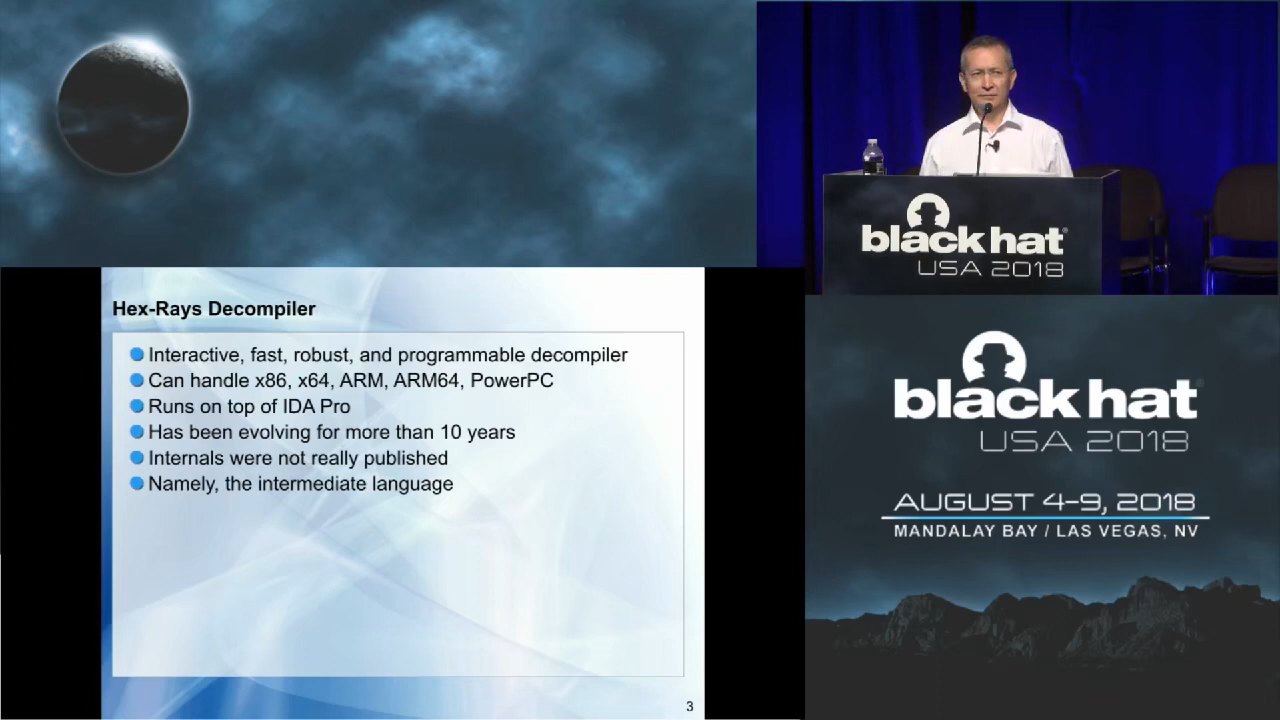 black hat
USA 2018
Hex-Rays Decompiler
Interactive, fast, robust, and programmable decompiler
Can handle x86, x64, ARM, ARM64, PowerPC
Runs on top of IDA Pro
Has been evolving for more than 10 years
Internals were not really published
Namely, the intermediate language
3
black hat
USA 2018
AUGUST 4-9, 2018
MANDALAY BAY / LAS VEGAS, NV